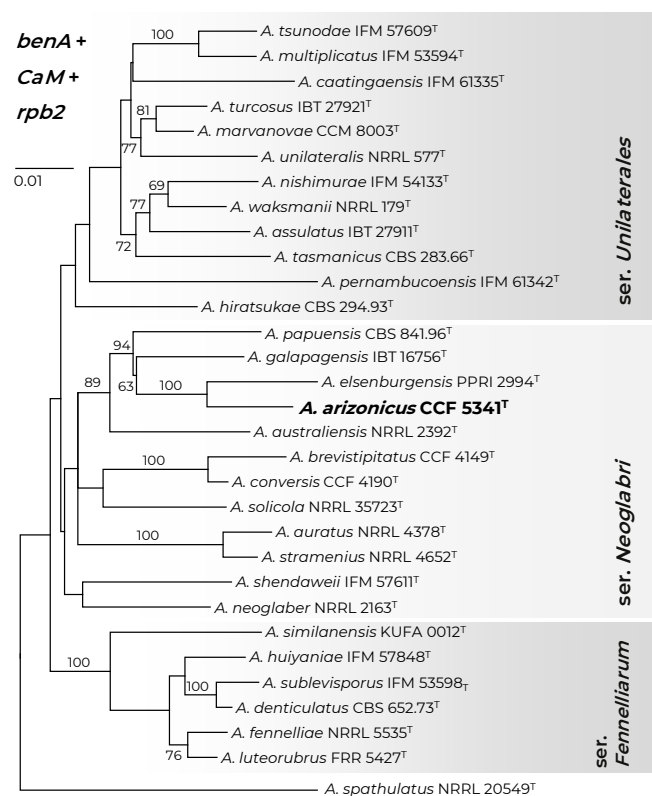 benA +
CaM +
rpb2
0.01
100
A. tsunodae IFM 57609ᵀ
A. multiplicatus IFM 53594ᵀ
A. caatingaensis IFM 61335ᵀ
81
A. turcosus IBT 27921ᵀ
A. marvanovae CCM 8003ᵀ
77
A. unilateralis NRRL 577ᵀ
69
A. nishimurae IFM 54133ᵀ
77
A. waksmanii NRRL 179ᵀ
A. assulatus IBT 27911ᵀ
72
A. tasmanicus CBS 283.66ᵀ
A. pernambucoensis IFM 61342ᵀ
A. hiratsukae CBS 294.93ᵀ
ser. Unilaterales
94
A. papuensis CBS 841.96ᵀ
A. galapagensis IBT 16756ᵀ
89
63
100
A. elsenburgensis PPRI 2994ᵀ
A. arizonicus CCF 5341ᵀ
A. australiensis NRRL 2392ᵀ
100
A. brevistipitatus CCF 4149ᵀ
A. conversis CCF 4190ᵀ
A. solicola NRRL 35723ᵀ
100
A. auratus NRRL 4378ᵀ
A. stramenius NRRL 4652ᵀ
A. shendaweii IFM 57611ᵀ
A. neoglaber NRRL 2163ᵀ
ser. Neoglabri
100
A. similanensis KUFA 0012ᵀ
A. huiyaniae IFM 57848ᵀ
100
A. sublevisporus IFM 53598T
A. denticulatus CBS 652.73ᵀ
A. fennelliae NRRL 5535ᵀ
76
A. luteorubrus FRR 5427ᵀ
ser.
Fennelliarum
A. spathulatus NRRL 20549ᵀ